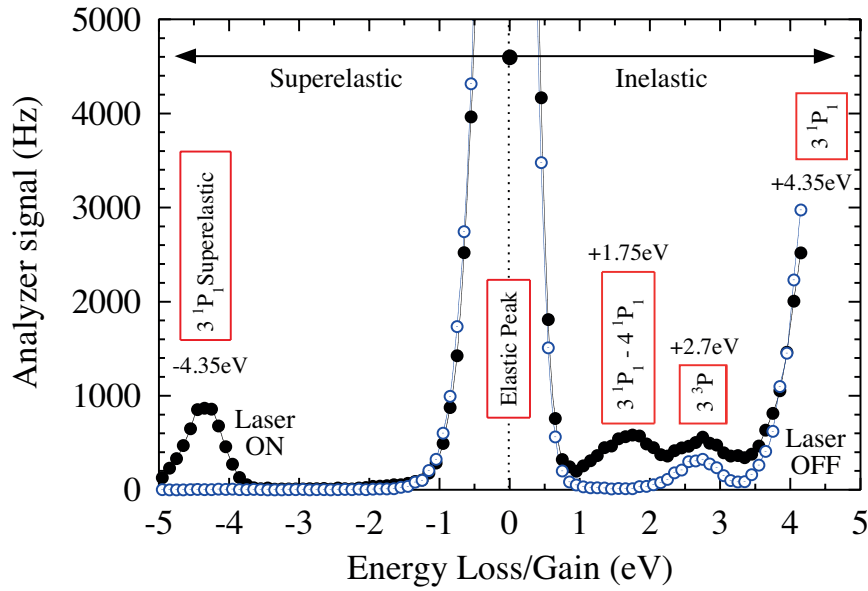 5000
4000
3000
2000
1000
0
Analyzer signal (Hz)
Superelastic
Inelastic
3 ¹P₁ Superelastic
-4.35eV
Laser
ON
Elastic Peak
+1.75eV
3 ¹P₁ - 4 ¹P₁
+2.7eV
3 ³P
3 ¹P₁
+4.35eV
Laser
OFF
-5 -4 -3 -2 -1 0 1 2 3 4 5
Energy Loss/Gain (eV)